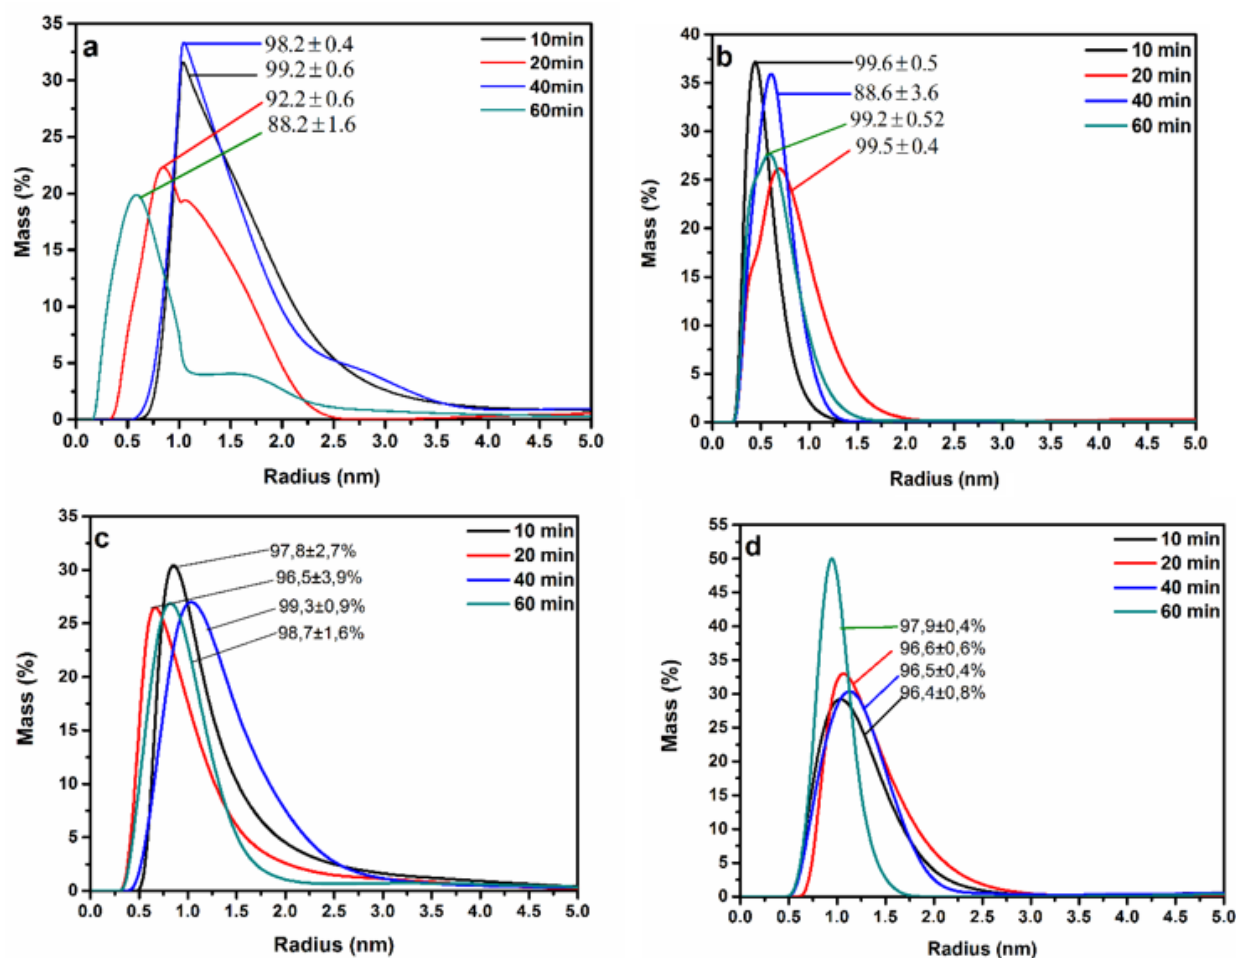 a
98.2±0.4
99.2±0.6
92.2±0.6
88.2±1.6
10min
20min
40min
60min
35
30
25
20
15
10
5
0
Mass (%)
0.0 0.5 1.0 1.5 2.0 2.5 3.0 3.5 4.0 4.5 5.0
Radius (nm)
b
99.6±0.5
88.6±3.6
99.2±0.52
99.5±0.4
10 min
20 min
40 min
60 min
40
35
30
25
20
15
10
5
0
Mass (%)
0.0 0.5 1.0 1.5 2.0 2.5 3.0 3.5 4.0 4.5 5.0
Radius (nm)
c
97,8±2,7%
96,5±3,9%
99,3±0,9%
98,7±1,6%
10 min
20 min
40 min
60 min
35
30
25
20
15
10
5
0
Mass (%)
0.0 0.5 1.0 1.5 2.0 2.5 3.0 3.5 4.0 4.5 5.0
Radius (nm)
d
97,9±0,4%
96,6±0,6%
96,5±0,4%
96,4±0,8%
10 min
20 min
40 min
60 min
55
50
45
40
35
30
25
20
15
10
5
0
Mass (%)
0.0 0.5 1.0 1.5 2.0 2.5 3.0 3.5 4.0 4.5 5.0
Radius (nm)